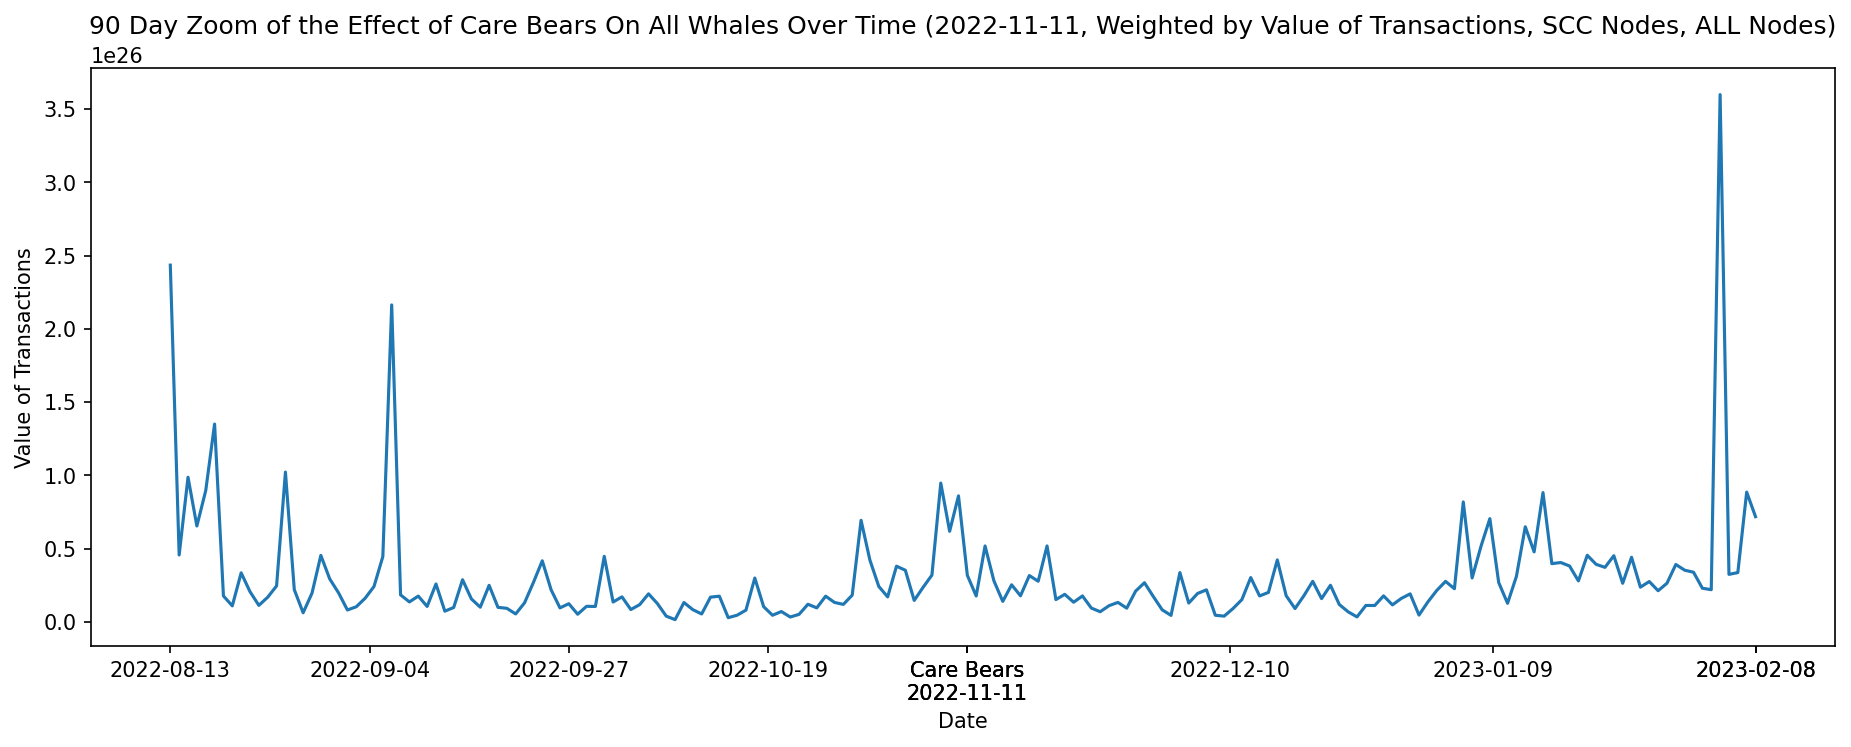 90 Day Zoom of the Effect of Care Bears On All Whales Over Time (2022-11-11, Weighted by Value of Transactions, SCC Nodes, ALL Nodes)
1e26
3.5
3.0
2.5
2.0
1.5
1.0
0.5
0.0
Value of Transactions
2022-08-13 2022-09-04 2022-09-27 2022-10-19 Care Bears 2022-12-10 2023-01-09 2023-02-08
2022-11-11
Date